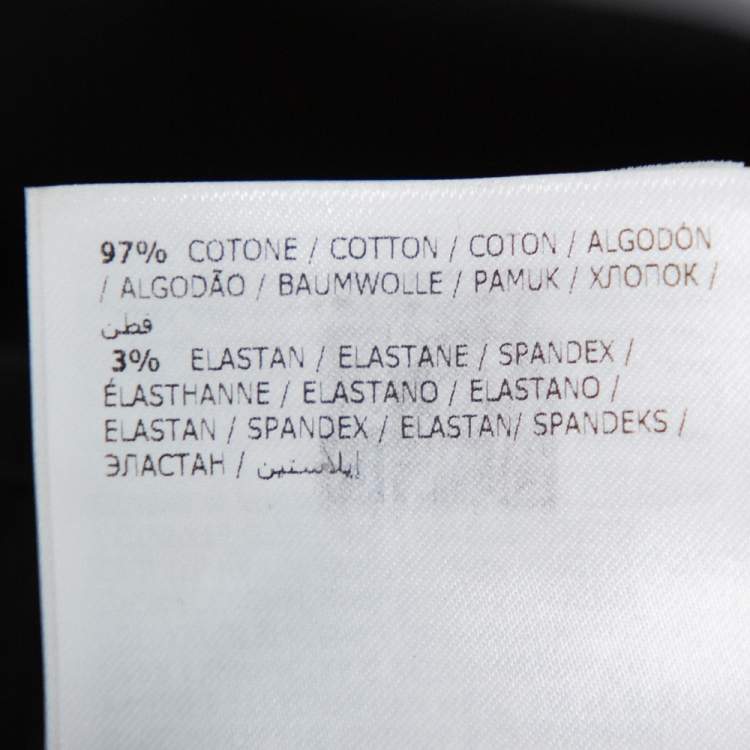 97% COTONE / COTTON / COTON / ALGODÓN
/ ALGODÃO / BAUMWOLLE / PAMUK / ХЛОПОК /
قطن
3% ELASTAN / ELASTANE / SPANDEX /
ÉLASTHANNE / ELASTANO / ELASTANO /
ELASTAN / SPANDEX / ELASTAN/ SPANDEKS /
ЭЛАСТАН / إيلاستين